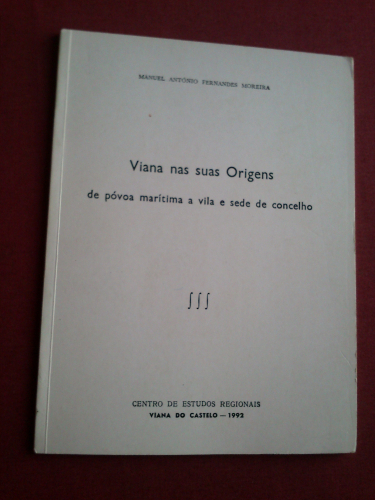 MANUEL ANTÓNIO FERNANDES MOREIRA
Viana nas suas Origens
de póvoa marítima a vila e sede de concelho
∫∫∫
CENTRO DE ESTUDOS REGIONAIS
VIANA DO CASTELO — 1992